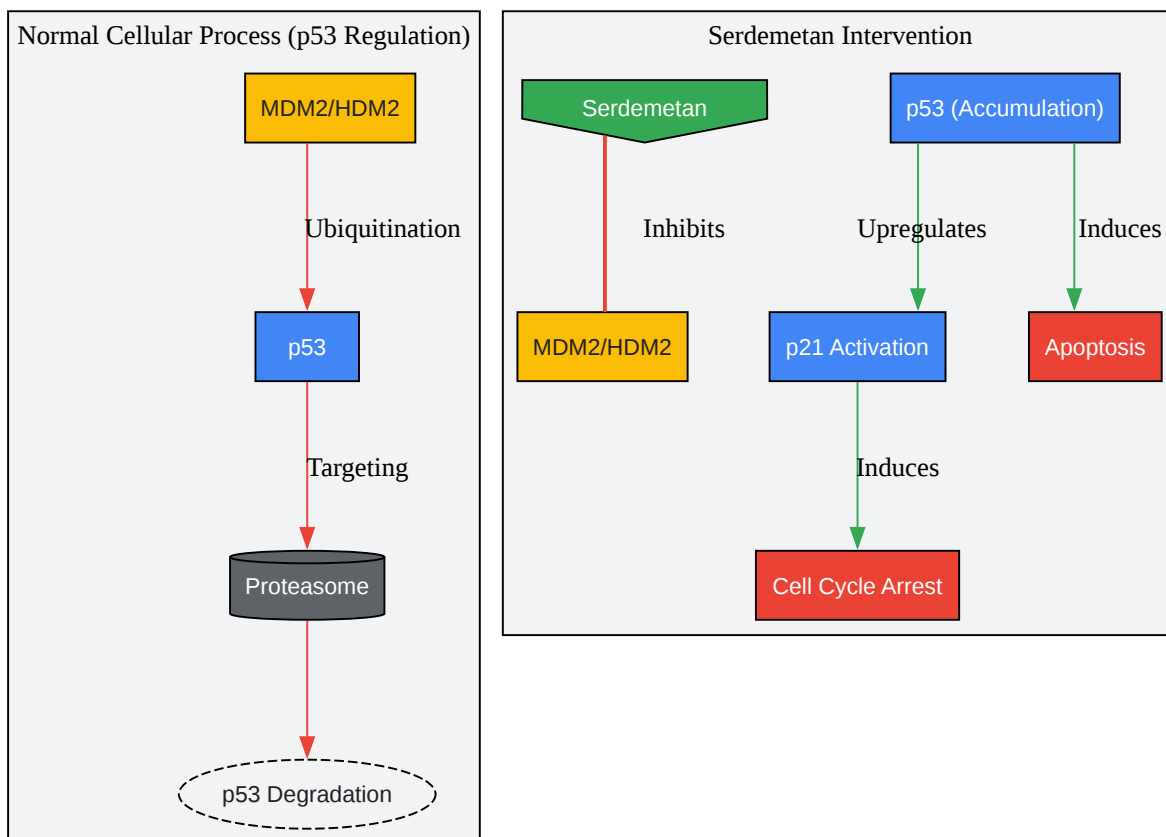 Normal Cellular Process (p53 Regulation)
MDM2/HDM2
Ubiquitination
p53
Targeting
Proteasome
p53 Degradation
Serdemetan Intervention
Serdemetan
p53 (Accumulation)
Inhibits
Upregulates
Induces
MDM2/HDM2
p21 Activation
Apoptosis
Induces
Cell Cycle Arrest